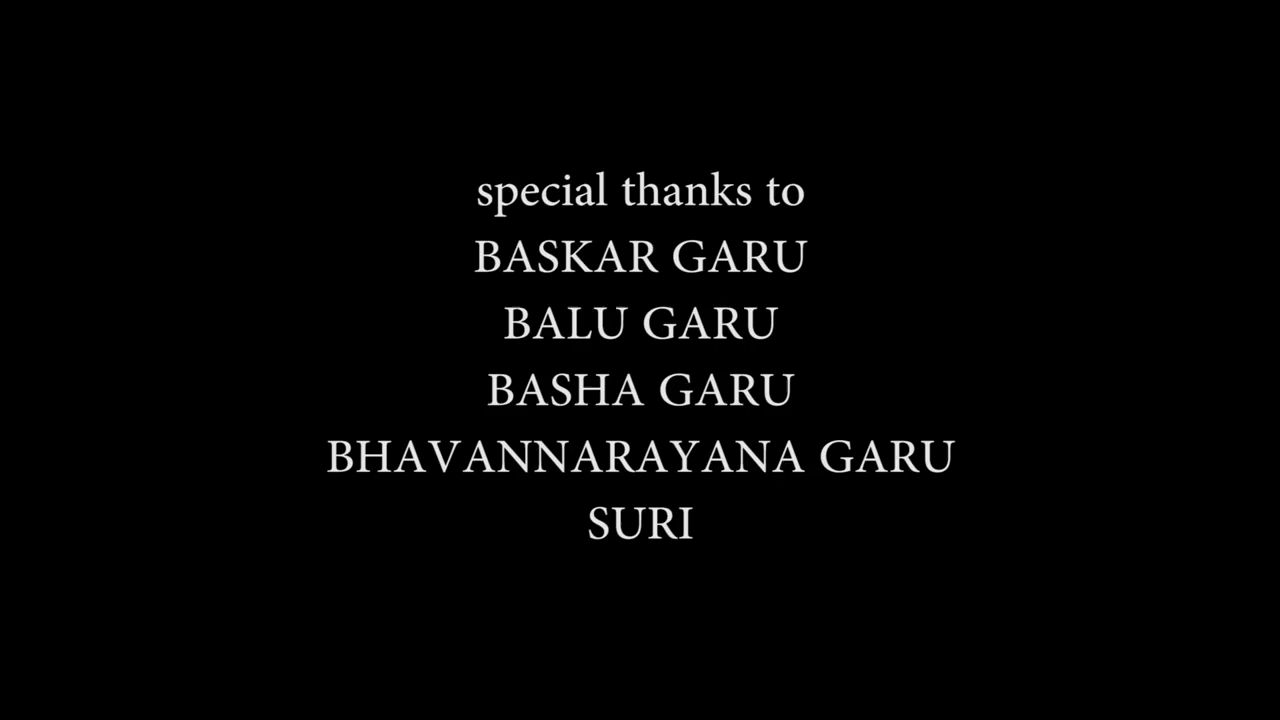 special thanks to
BASKAR GARU
BALU GARU
BASHA GARU
BHAVANNARAYANA GARU
SURI